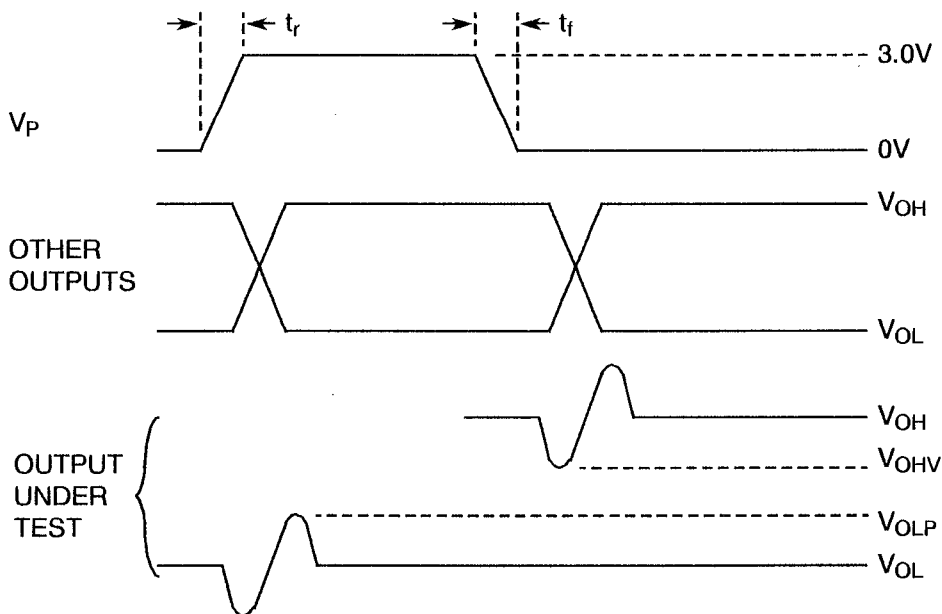 t_r
t_f
3.0V
V_P
0V
V_OH
OTHER
OUTPUTS
V_OL
V_OH
V_OHV
OUTPUT
UNDER
TEST
V_OLP
V_OL